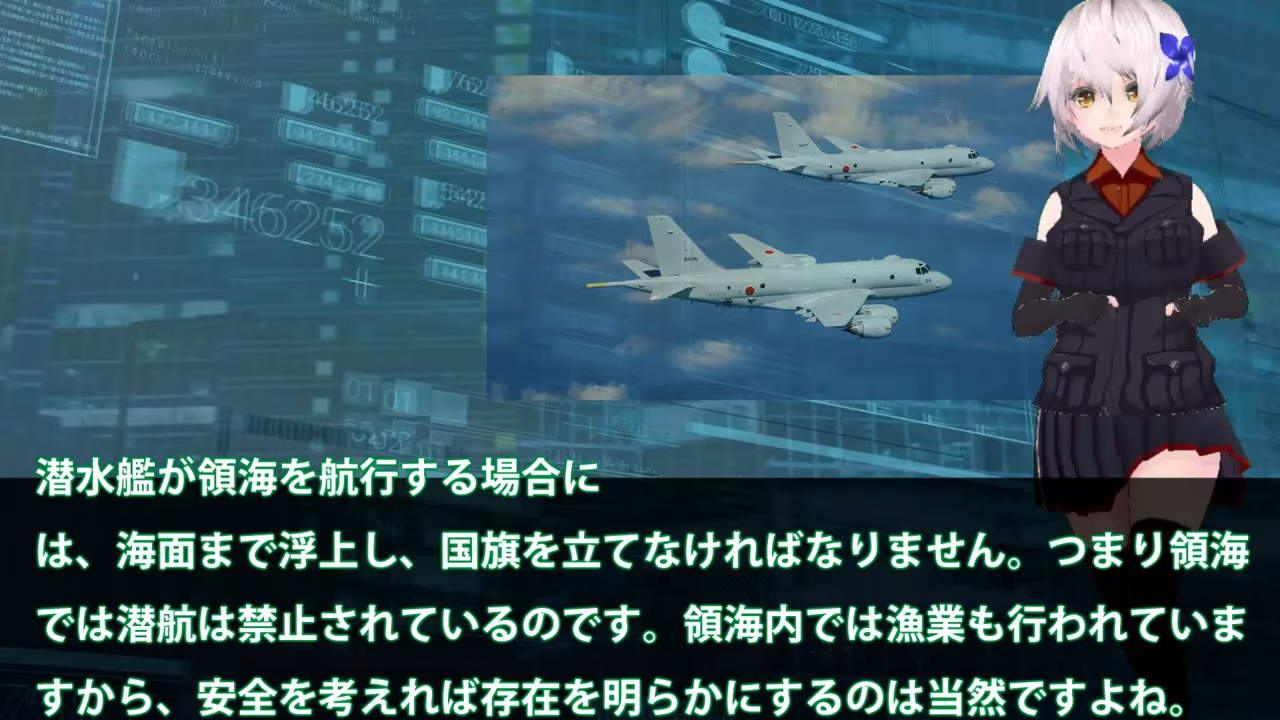 346252
潜水艦が領海を航行する場合に
は、海面まで浮上し、国旗を立てなければなりません。つまり領海
では潜航は禁止されているのです。領海内では漁業も行われていま
すから、安全を考えれば存在を明らかにするのは当然ですよね。